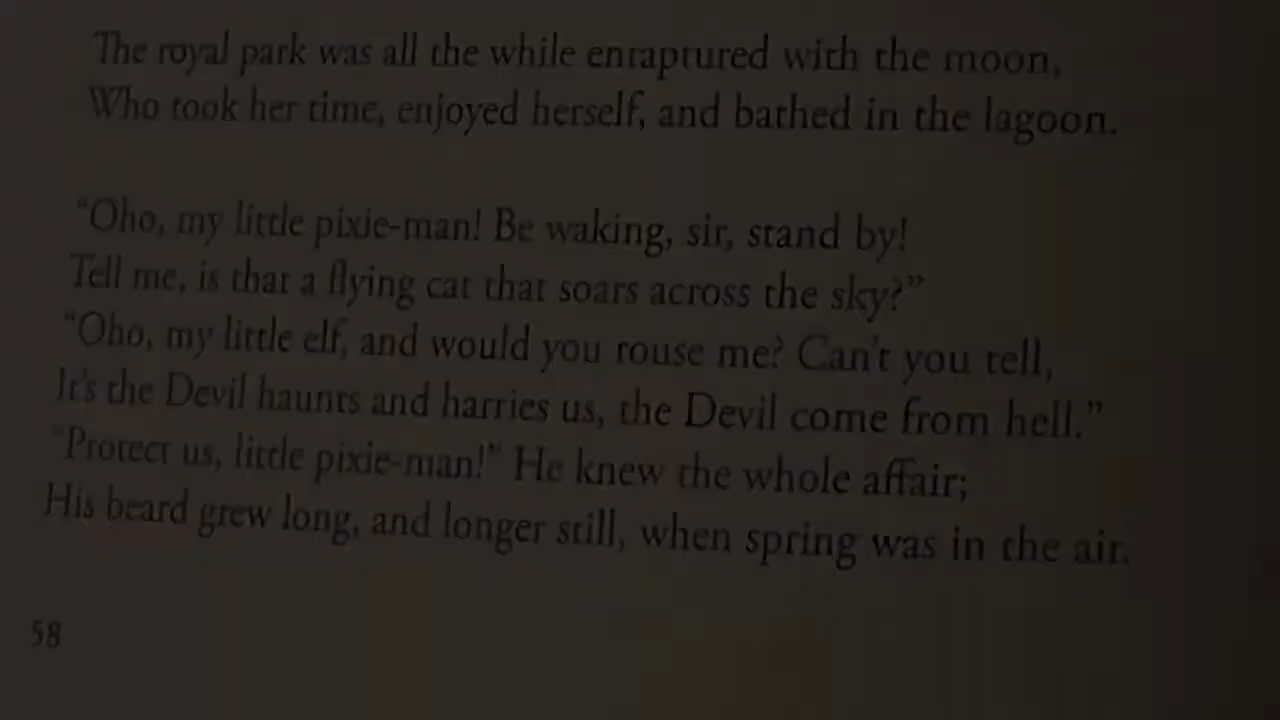 The royal park was all the while enraptured with the moon,
Who took her time, enjoyed herself, and bathed in the lagoon.
“Oho, my little pixie-man! Be waking, sir, stand by!
Tell me, is that a flying cat that soars across the sky?”
“Oho, my little elf, and would you rouse me? Can't you tell,
It's the Devil haunts and harries us, the Devil come from hell.”
“Protect us, little pixie-man!” He knew the whole affair;
His beard grew long, and longer still, when spring was in the air.
58